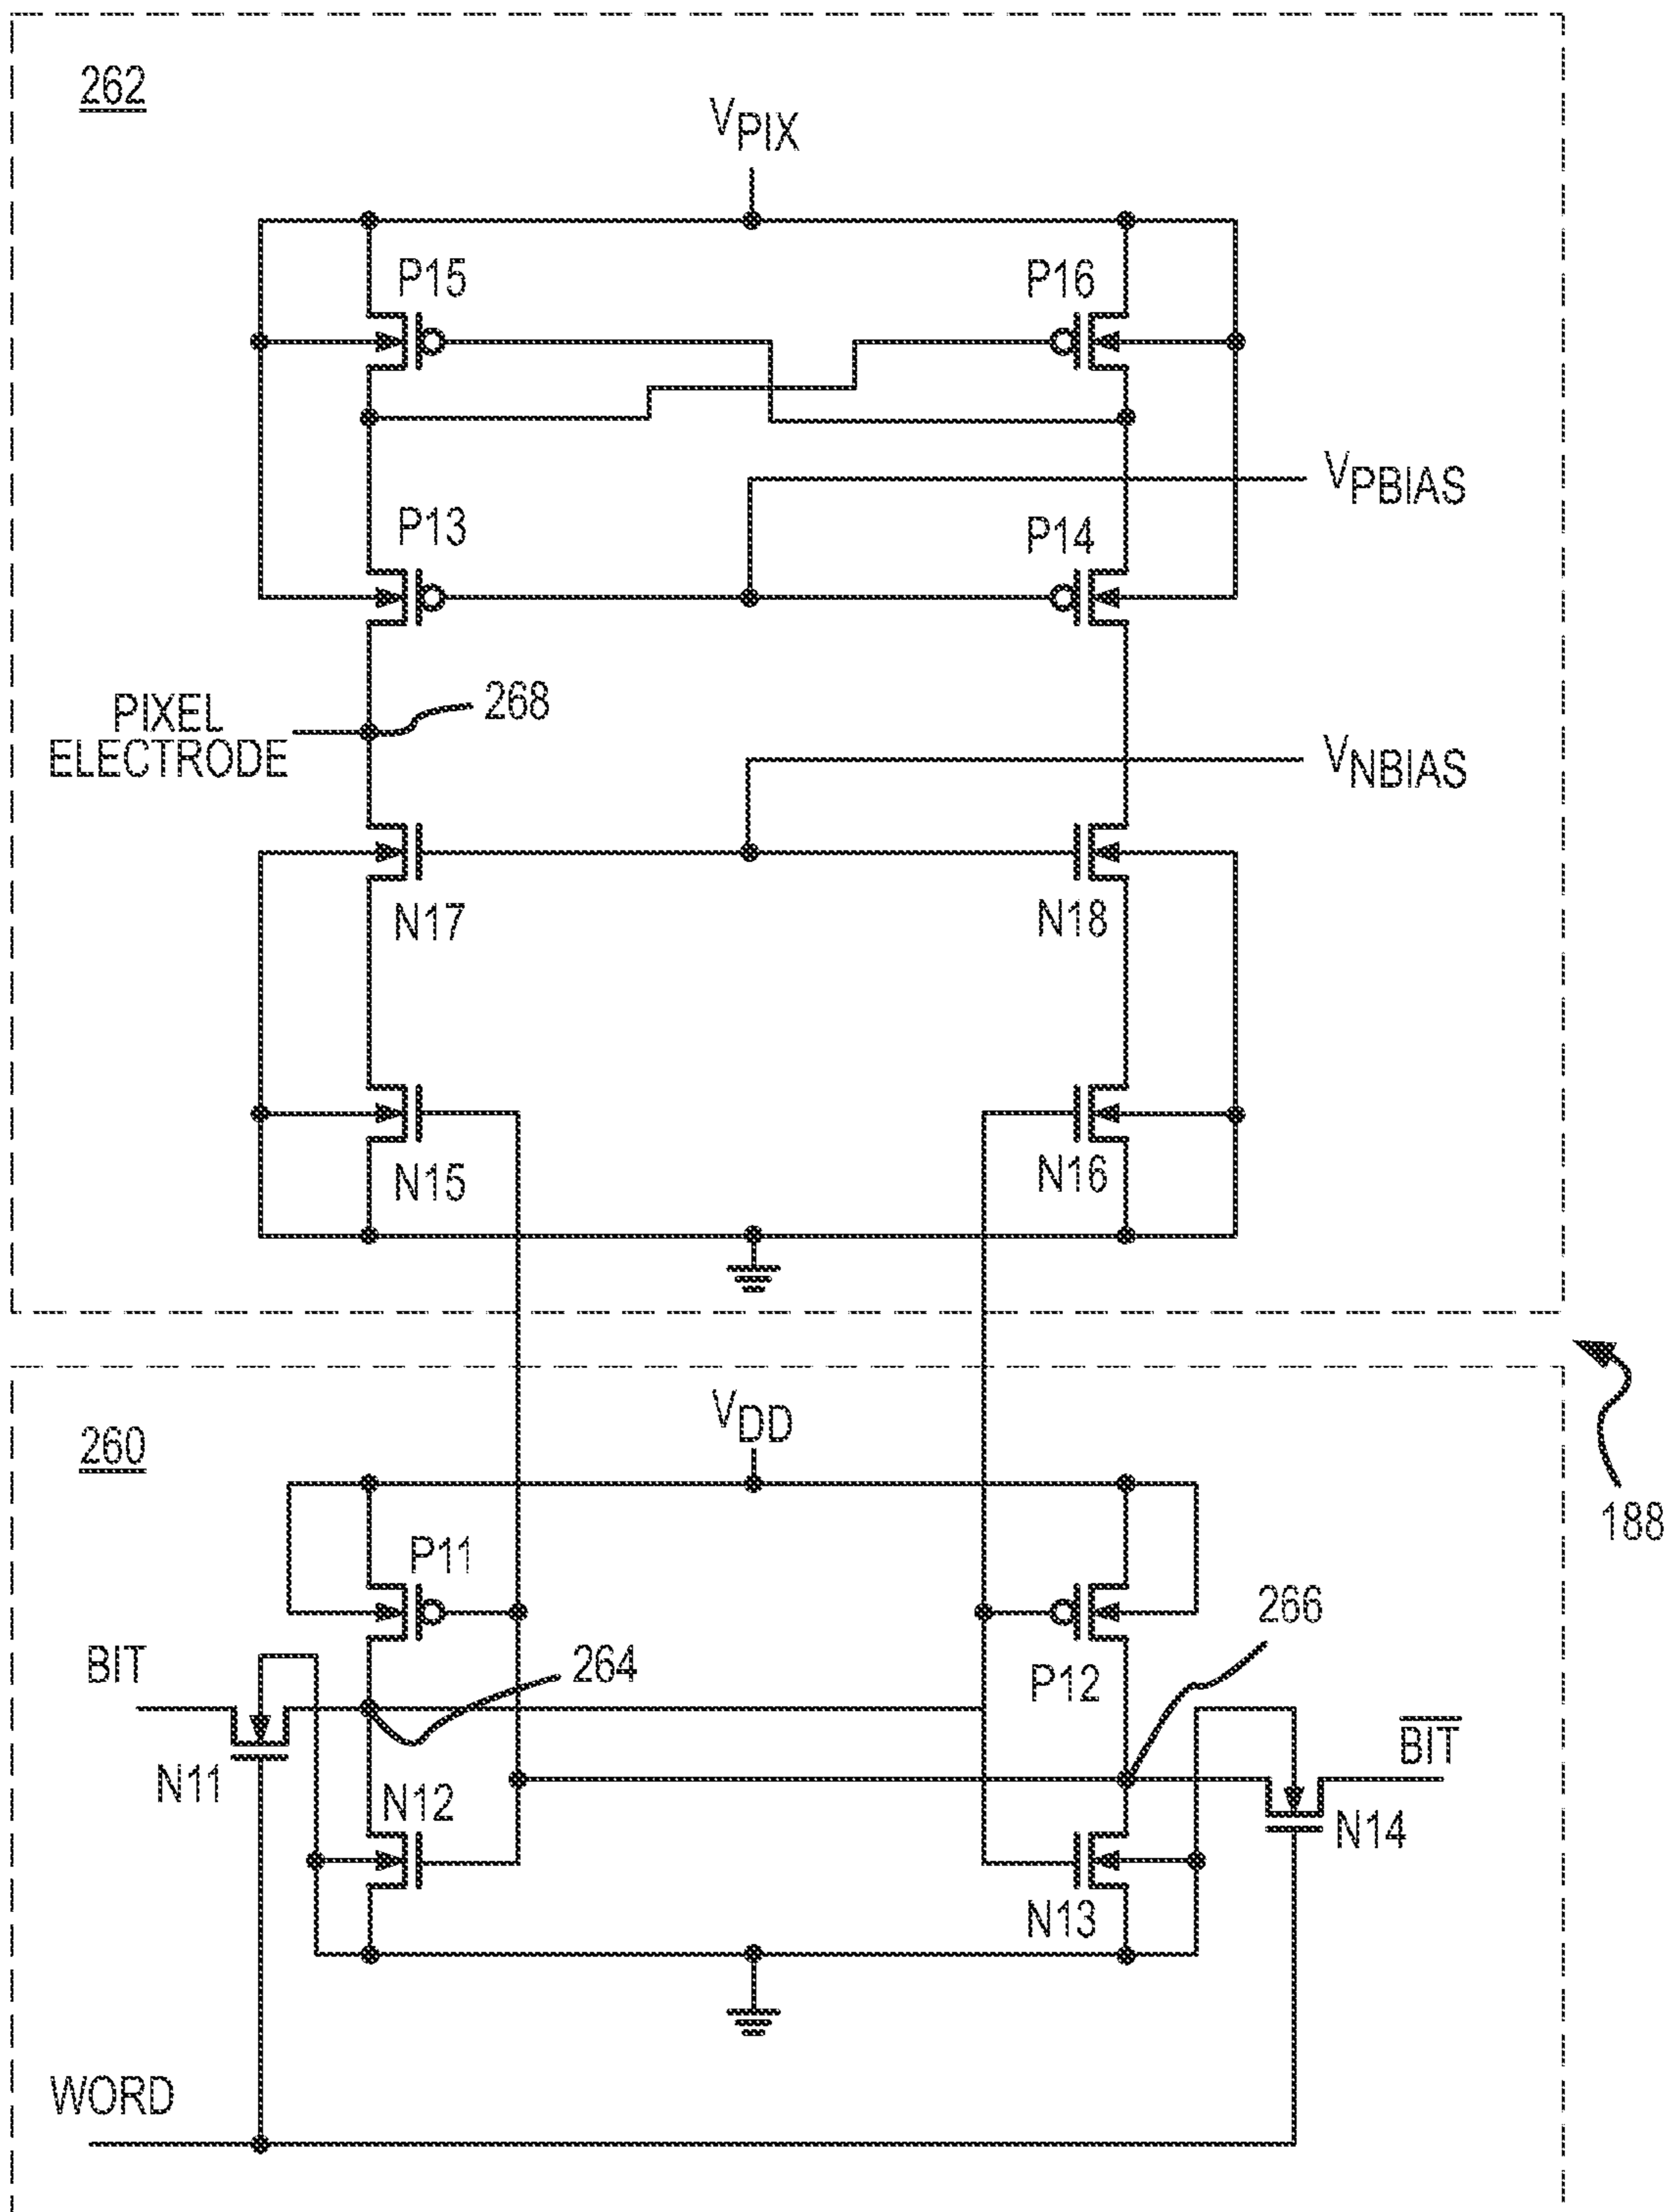 262
VPIX
P15
P16
VPBIAS
P13
P14
268
PIXEL
ELECTRODE
VNBIAS
N17
N18
N15
N16
188
260
VDD
P11
266
BIT
264
P12
BIT
N11
N12
N14
N13
WORD